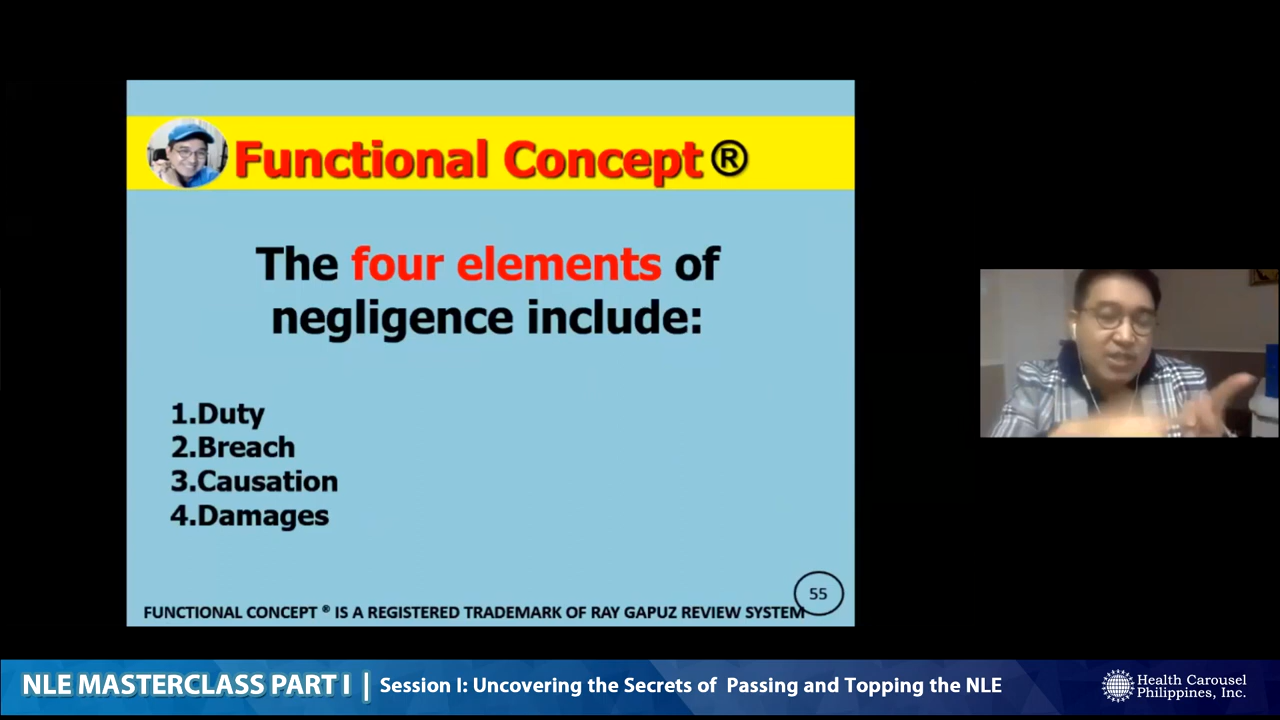 Functional Concept ®
The four elements of
negligence include:
1.Duty
2.Breach
3.Causation
4.Damages
55
FUNCTIONAL CONCEPT ® IS A REGISTERED TRADEMARK OF RAY GAPUZ REVIEW SYSTEM
NLE MASTERCLASS PART I | Session I: Uncovering the Secrets of Passing and Topping the NLE
Health Carousel
Philippines, Inc.